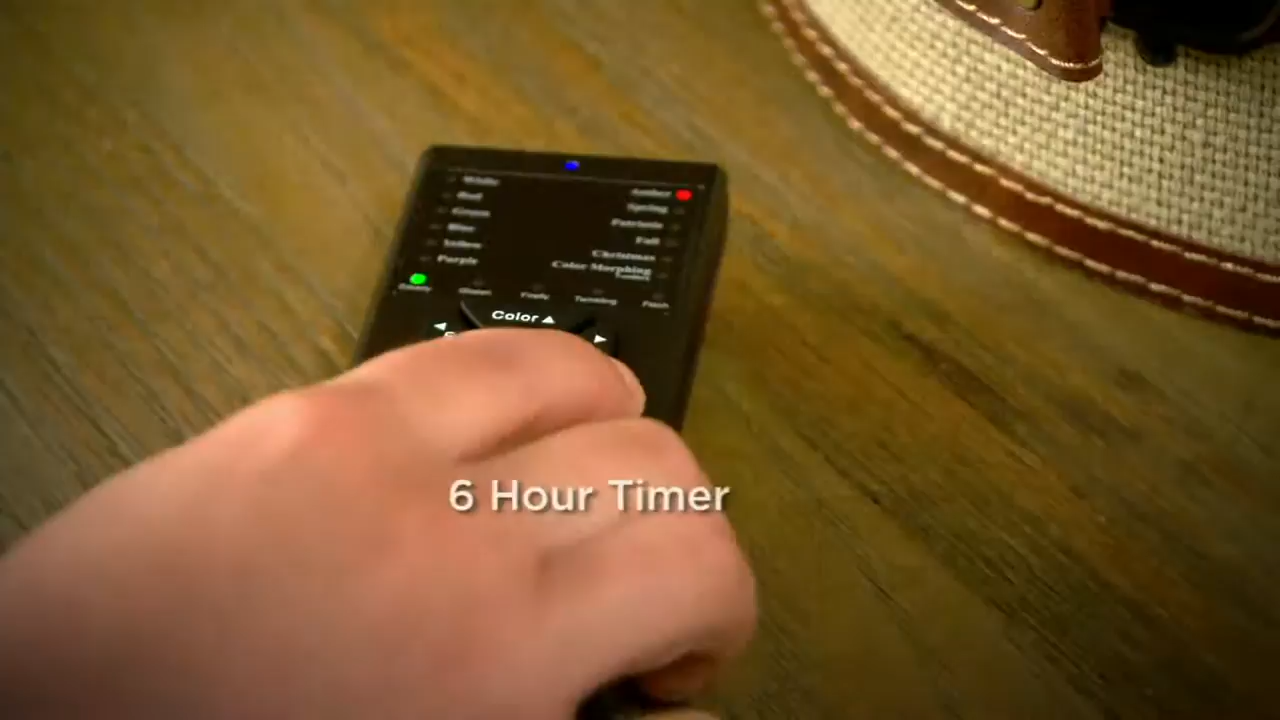 White
Red
Green
Blue
Yellow
Purple
Amber
Spring
Patriotic
Fall
Christmas
Color Morphing
Steady
Firefly
Twinkling
Flash
Color ▲
◄
►
6 Hour Timer